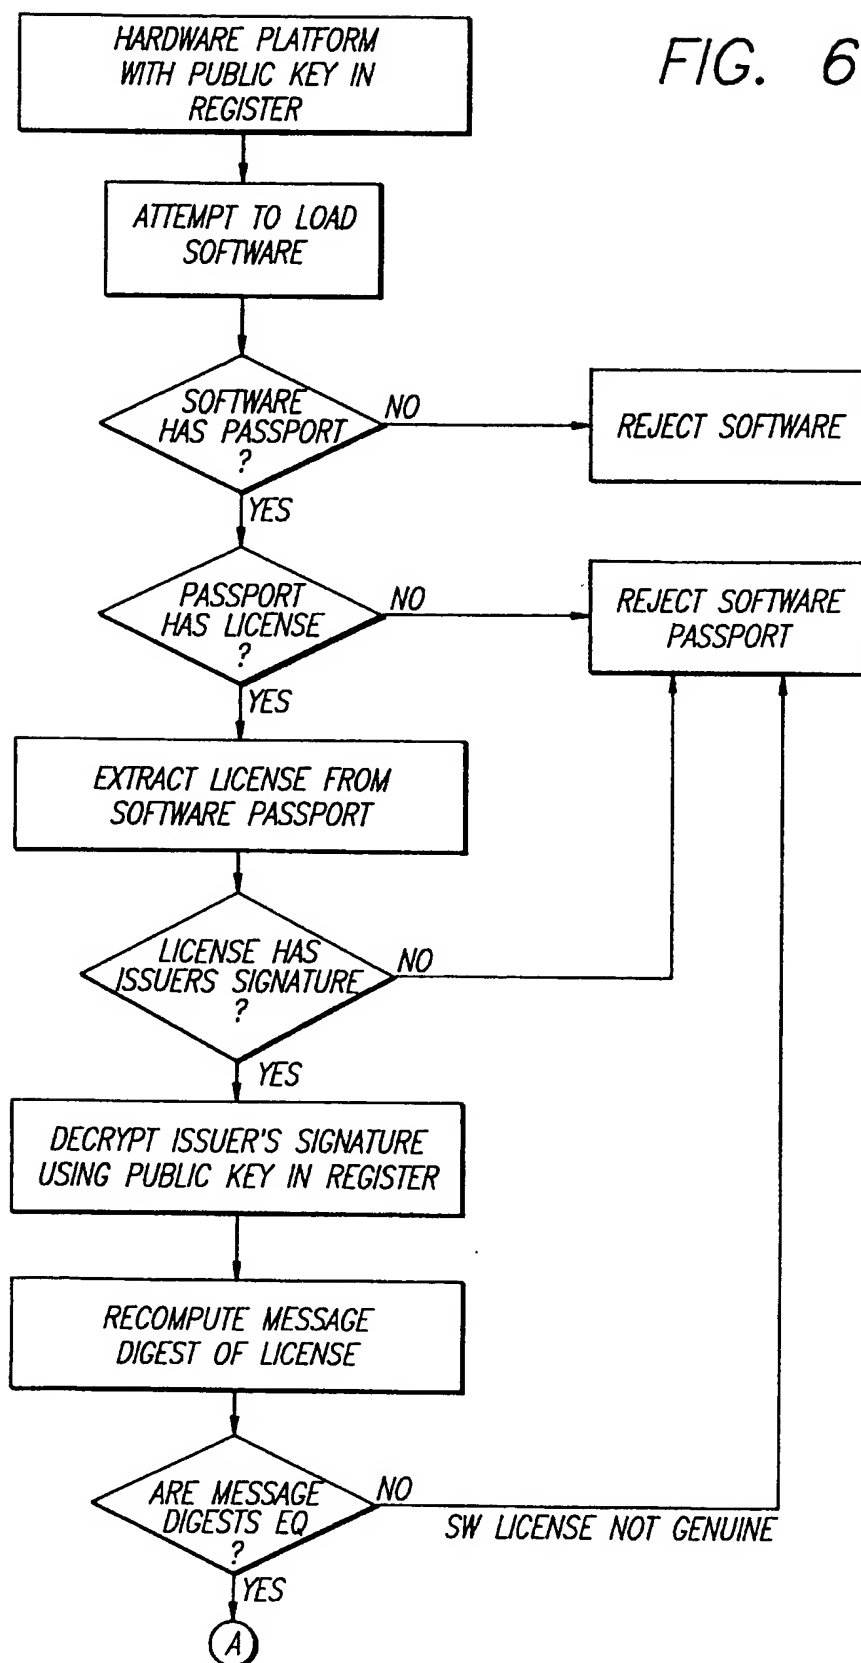 HARDWARE PLATFORM
WITH PUBLIC KEY IN
REGISTER
FIG. 6
ATTEMPT TO LOAD
SOFTWARE
SOFTWARE
HAS PASSPORT
?
NO
REJECT SOFTWARE
YES
PASSPORT
HAS LICENSE
?
NO
REJECT SOFTWARE
PASSPORT
YES
EXTRACT LICENSE FROM
SOFTWARE PASSPORT
LICENSE HAS
ISSUERS SIGNATURE
?
NO
YES
DECRYPT ISSUER'S SIGNATURE
USING PUBLIC KEY IN REGISTER
RECOMPUTE MESSAGE
DIGEST OF LICENSE
ARE MESSAGE
DIGESTS EQ
?
NO
SW LICENSE NOT GENUINE
YES
A